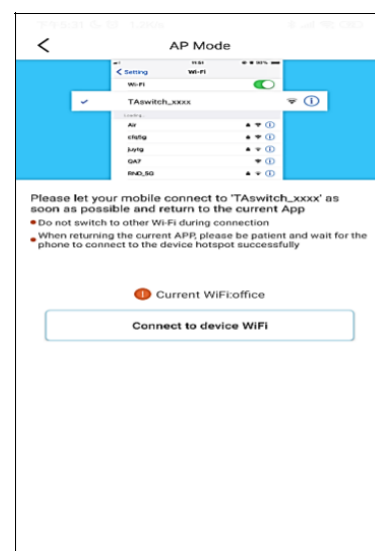 AP Mode
Setting Wi-Fi
Wi-Fi
TAswitch_xxxx
Air
cfqfig
juytg
QA7
RND_5G
Please let your mobile connect to 'TAswitch_xxxx' as
soon as possible and return to the current App
Do not switch to other Wi-Fi during connection
When returning the current APP, please be patient and wait for the
phone to connect to the device hotspot successfully
Current WiFi:office
Connect to device WiFi